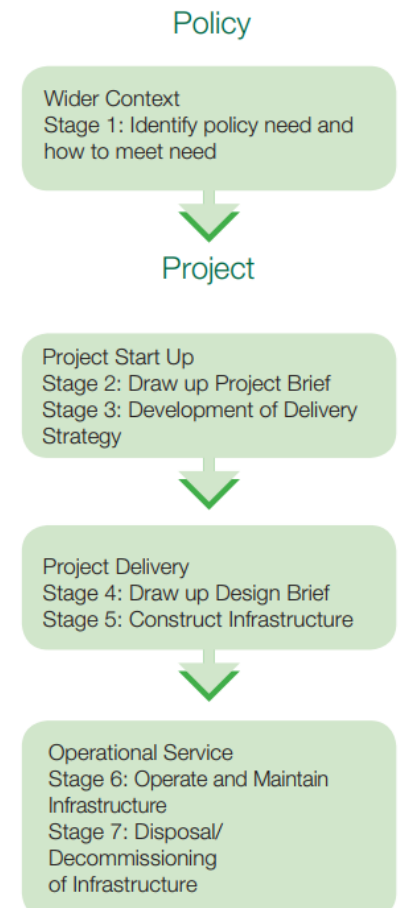 Policy
Wider Context
Stage 1: Identify policy need and
how to meet need
Project
Project Start Up
Stage 2: Draw up Project Brief
Stage 3: Development of Delivery
Strategy
Project Delivery
Stage 4: Draw up Design Brief
Stage 5: Construct Infrastructure
Operational Service
Stage 6: Operate and Maintain
Infrastructure
Stage 7: Disposal/
Decommissioning
of Infrastructure